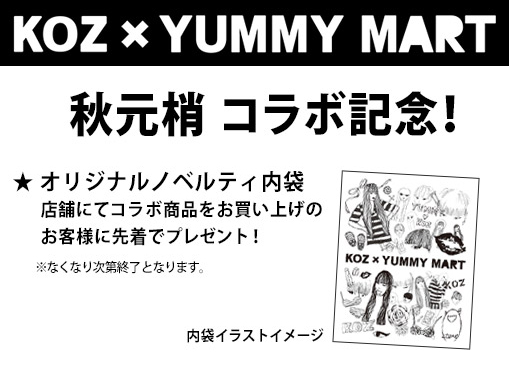 KOZ × YUMMY MART
秋元梢 コラボ記念!
★ オリジナルノベルティ内袋
店舗にてコラボ商品をお買い上げの
お客様に先着でプレゼント!
※なくなり次第終了となります。
KOZ × YUMMY MART
KOZ
内袋イラストイメージ